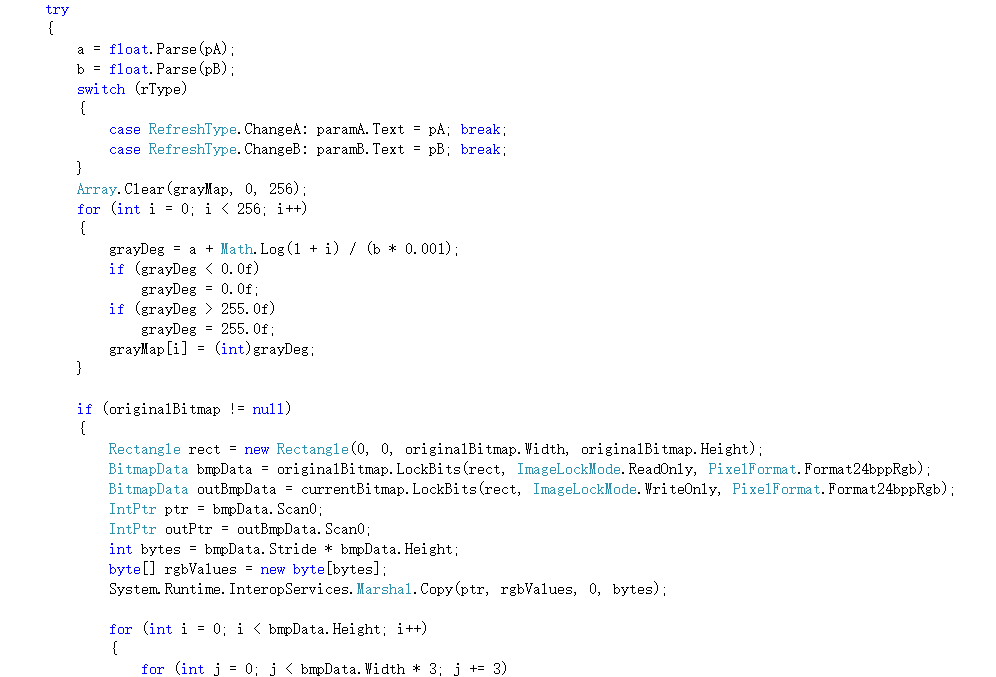 try
{
a = float.Parse(pA);
b = float.Parse(pB);
switch (rType)
{
case RefreshType.ChangeA: paramA.Text = pA; break;
case RefreshType.ChangeB: paramB.Text = pB; break;
}
Array.Clear(grayMap, 0, 256);
for (int i = 0; i < 256; i++)
{
grayDeg = a + Math.Log(1 + i) / (b * 0.001);
if (grayDeg < 0.0f)
grayDeg = 0.0f;
if (grayDeg > 255.0f)
grayDeg = 255.0f;
grayMap[i] = (int)grayDeg;
}
if (originalBitmap != null)
{
Rectangle rect = new Rectangle(0, 0, originalBitmap.Width, originalBitmap.Height);
BitmapData bmpData = originalBitmap.LockBits(rect, ImageLockMode.ReadOnly, PixelFormat.Format24bppRgb);
BitmapData outBmpData = currentBitmap.LockBits(rect, ImageLockMode.WriteOnly, PixelFormat.Format24bppRgb);
IntPtr ptr = bmpData.Scan0;
IntPtr outPtr = outBmpData.Scan0;
int bytes = bmpData.Stride * bmpData.Height;
byte[] rgbValues = new byte[bytes];
System.Runtime.InteropServices.Marshal.Copy(ptr, rgbValues, 0, bytes);
for (int i = 0; i < bmpData.Height; i++)
{
for (int j = 0; j < bmpData.Width * 3; j += 3)